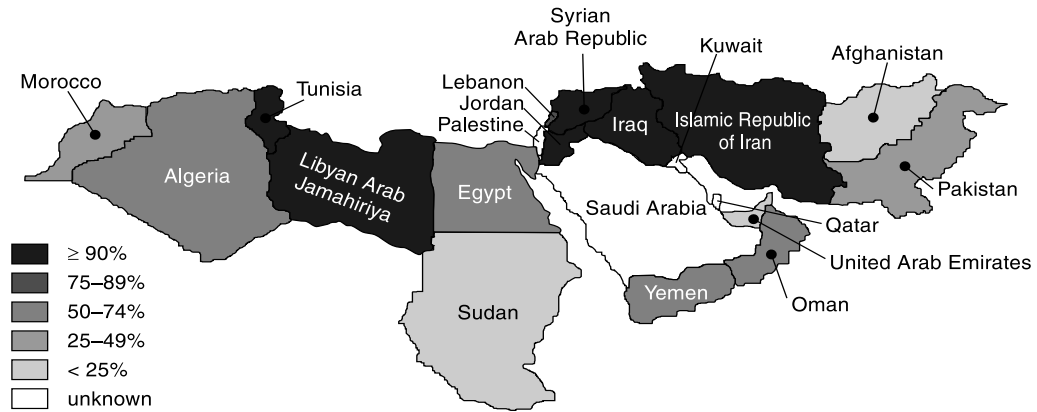 Syrian
Arab Republic
Kuwait
Afghanistan
Morocco
Tunisia
Lebanon
Jordan
Palestine
Iraq
Islamic Republic
of Iran
Algeria
Libyan Arab
Jamahiriya
Egypt
Saudi Arabia
Pakistan
Qatar
United Arab Emirates
Oman
Yemen
Sudan
≥ 90%
75–89%
50–74%
25–49%
< 25%
unknown